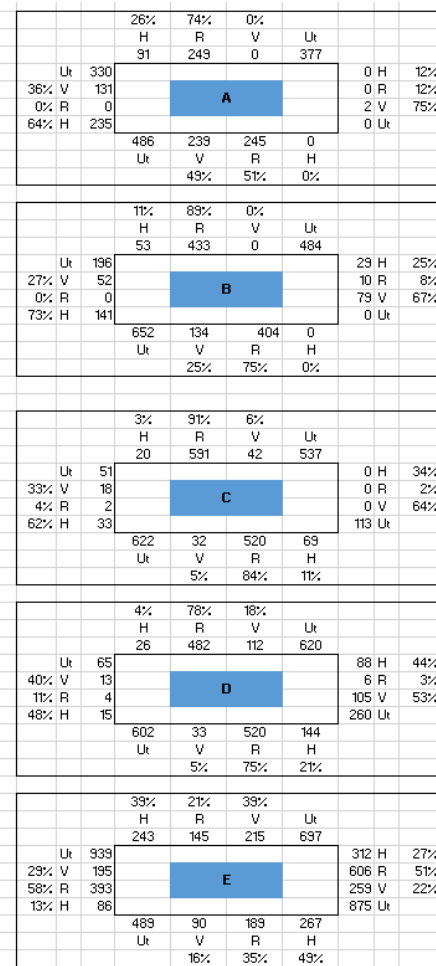 26% 74% 0%
H R V Ut
91 249 0 377
Ut 330 0 H 12%
36% V 131 0 R 12%
0% R 0 A 2 V 75%
64% H 235 0 Ut
486 239 245 0
Ut V R H
49% 51% 0%
11% 89% 0%
H R V Ut
53 433 0 484
Ut 196 29 H 25%
27% V 52 10 R 8%
0% R 0 B 79 V 67%
73% H 141 0 Ut
652 134 404 0
Ut V R H
25% 75% 0%
3% 91% 6%
H R V Ut
20 591 42 537
Ut 51 0 H 34%
33% V 18 0 R 2%
4% R 2 C 0 V 64%
62% H 33 113 Ut
622 32 520 69
Ut V R H
5% 84% 11%
4% 78% 18%
H R V Ut
26 482 112 620
Ut 65 88 H 44%
40% V 13 6 R 3%
11% R 4 D 105 V 53%
48% H 15 260 Ut
602 33 520 144
Ut V R H
5% 75% 21%
39% 21% 39%
H R V Ut
243 145 215 697
Ut 939 312 H 27%
29% V 195 606 R 51%
58% R 393 E 259 V 22%
13% H 86 875 Ut
489 90 189 267
Ut V R H
16% 35% 49%